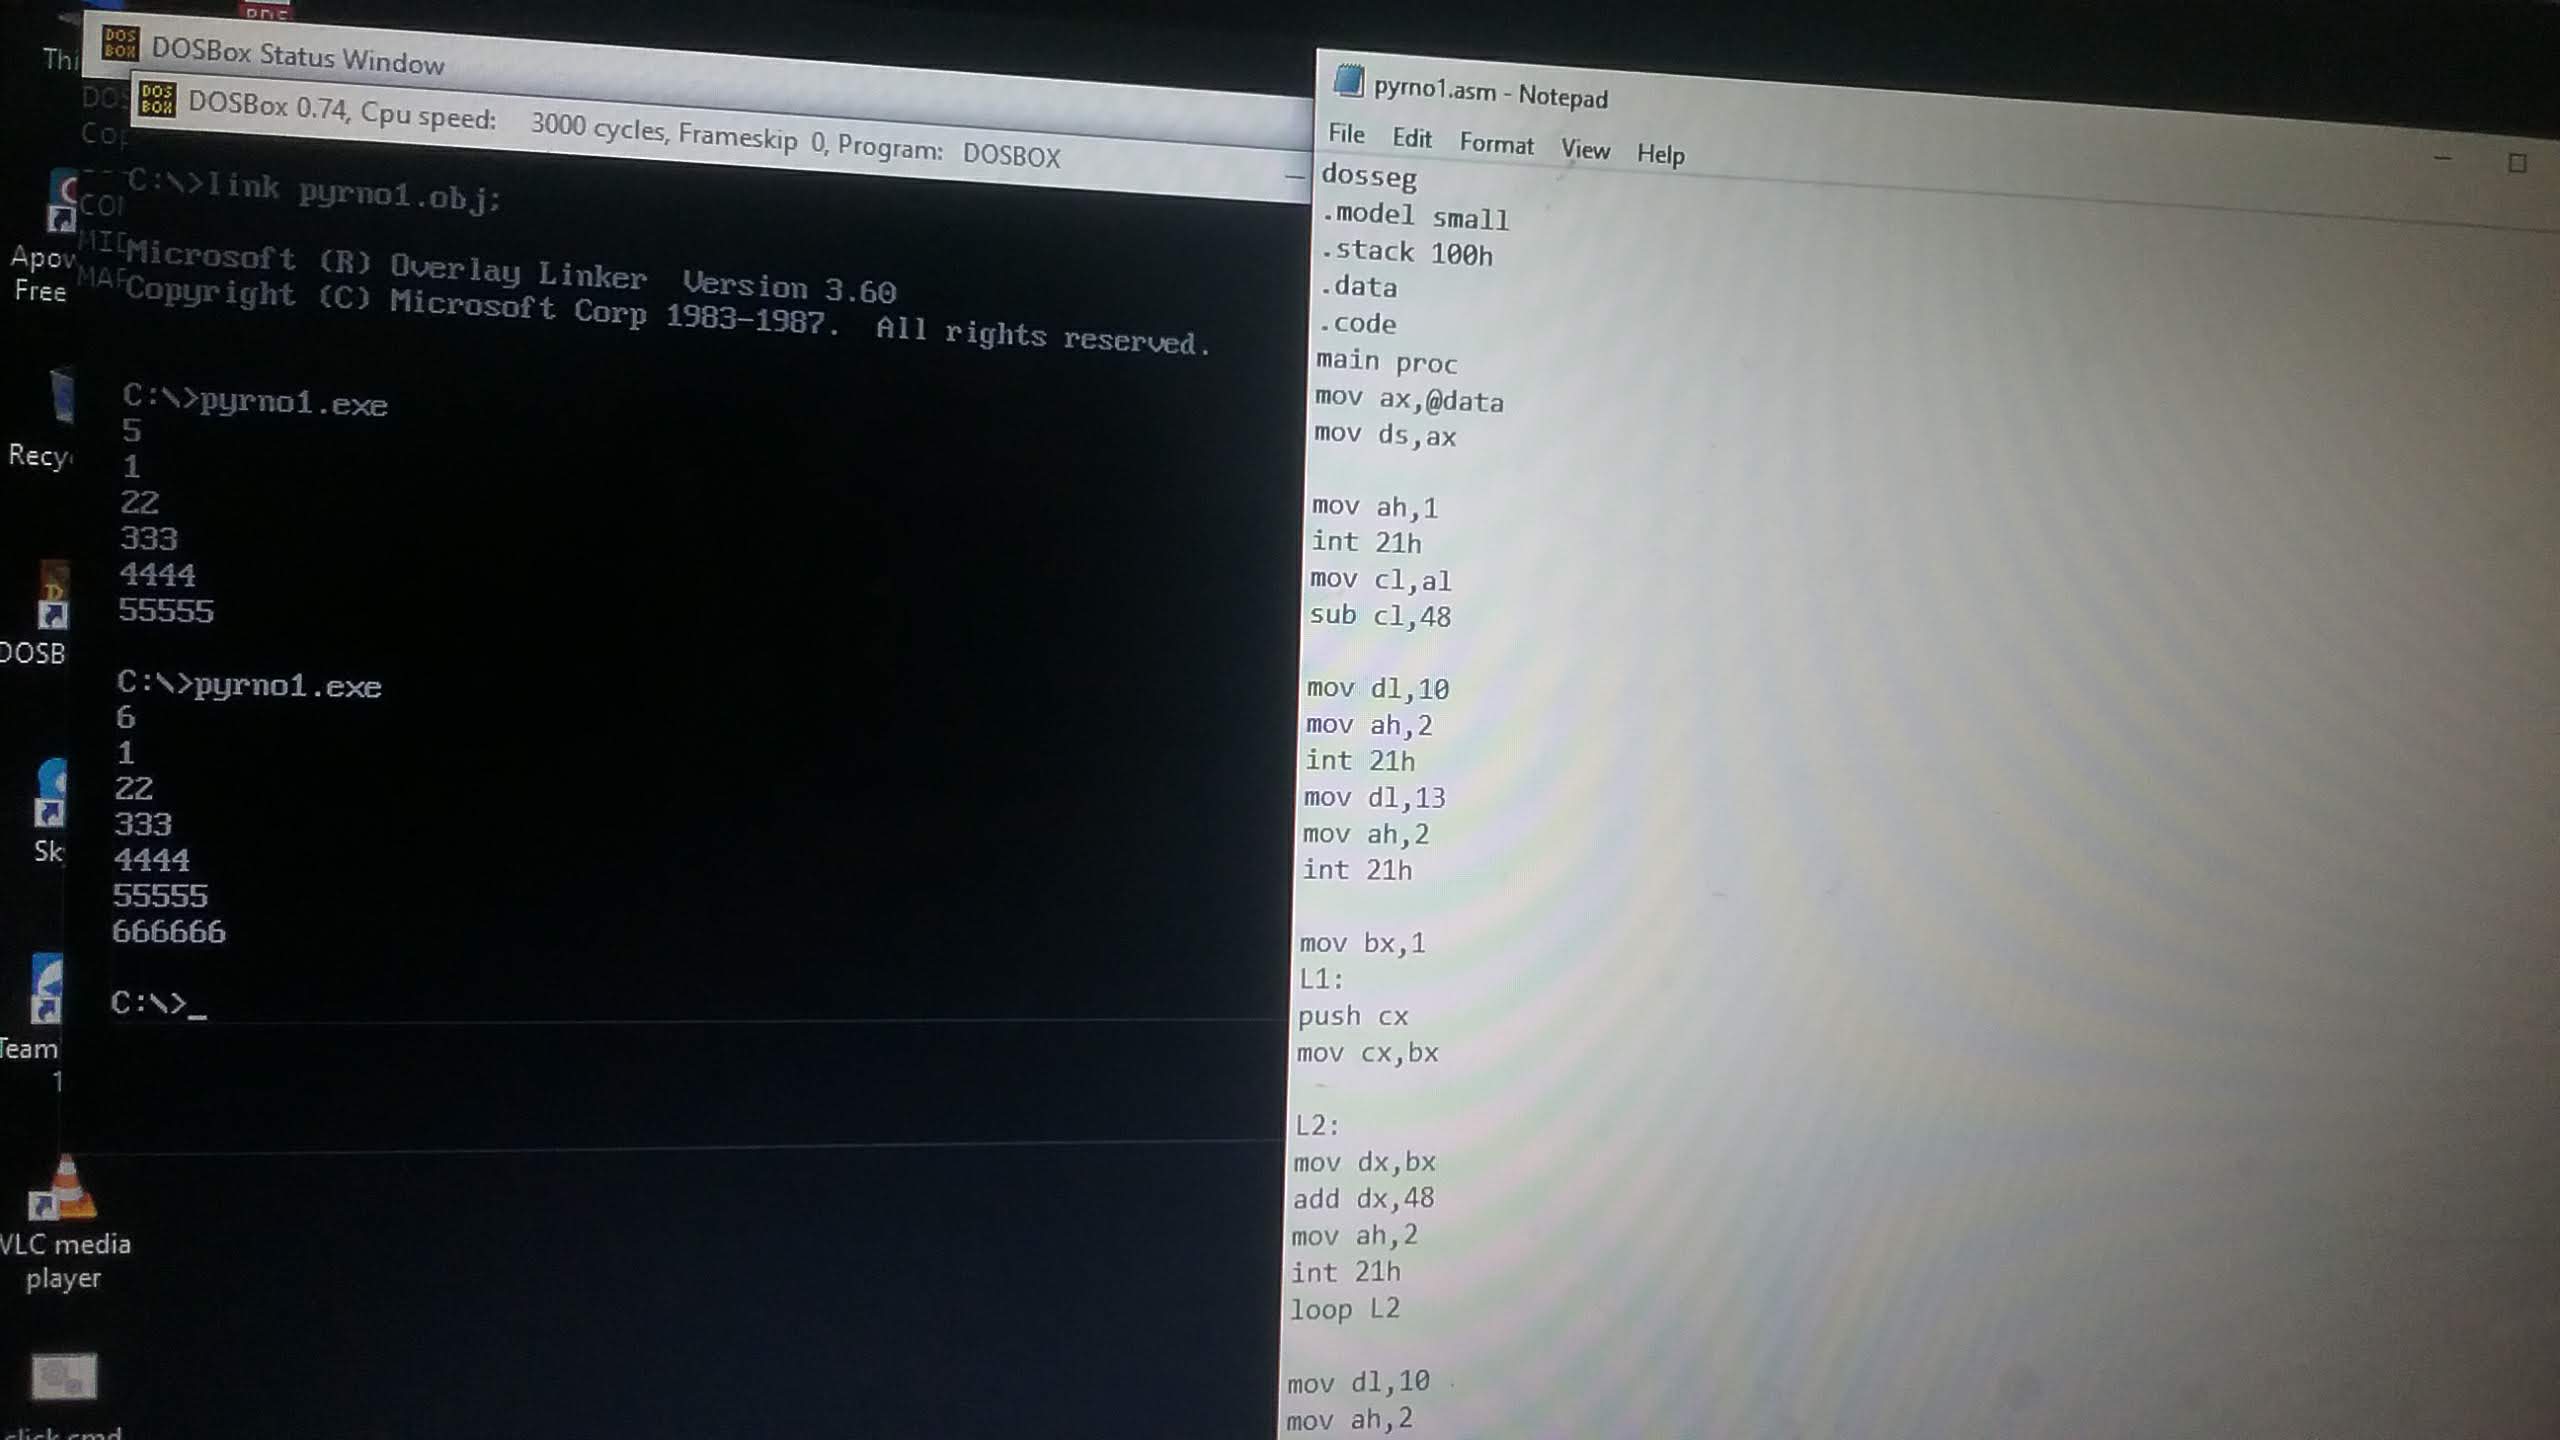 DOSBox Status Window
DOSBox 0.74, Cpu speed: 3000 cycles, Frameskip 0, Program: DOSBOX
C:\>link pyrno1.obj;
Microsoft (R) Overlay Linker Version 3.60
Copyright (C) Microsoft Corp 1983-1987. All rights reserved.
C:\>pyrno1.exe
5
1
22
333
4444
55555
C:\>pyrno1.exe
6
1
22
333
4444
55555
666666
C:\>_
pyrno1.asm - Notepad
File Edit Format View Help
dosseg
.model small
.stack 100h
.data
.code
main proc
mov ax,@data
mov ds,ax
mov ah,1
int 21h
mov cl,al
sub cl,48
mov dl,10
mov ah,2
int 21h
mov dl,13
mov ah,2
int 21h
mov bx,1
L1:
push cx
mov cx,bx
L2:
mov dx,bx
add dx,48
mov ah,2
int 21h
loop L2
mov dl,10
mov ah,2
DOS
BOX
DOS
BOX
Thi
Apow
Free
Recy
DOSB
Sk
Team
1
VLC media
player